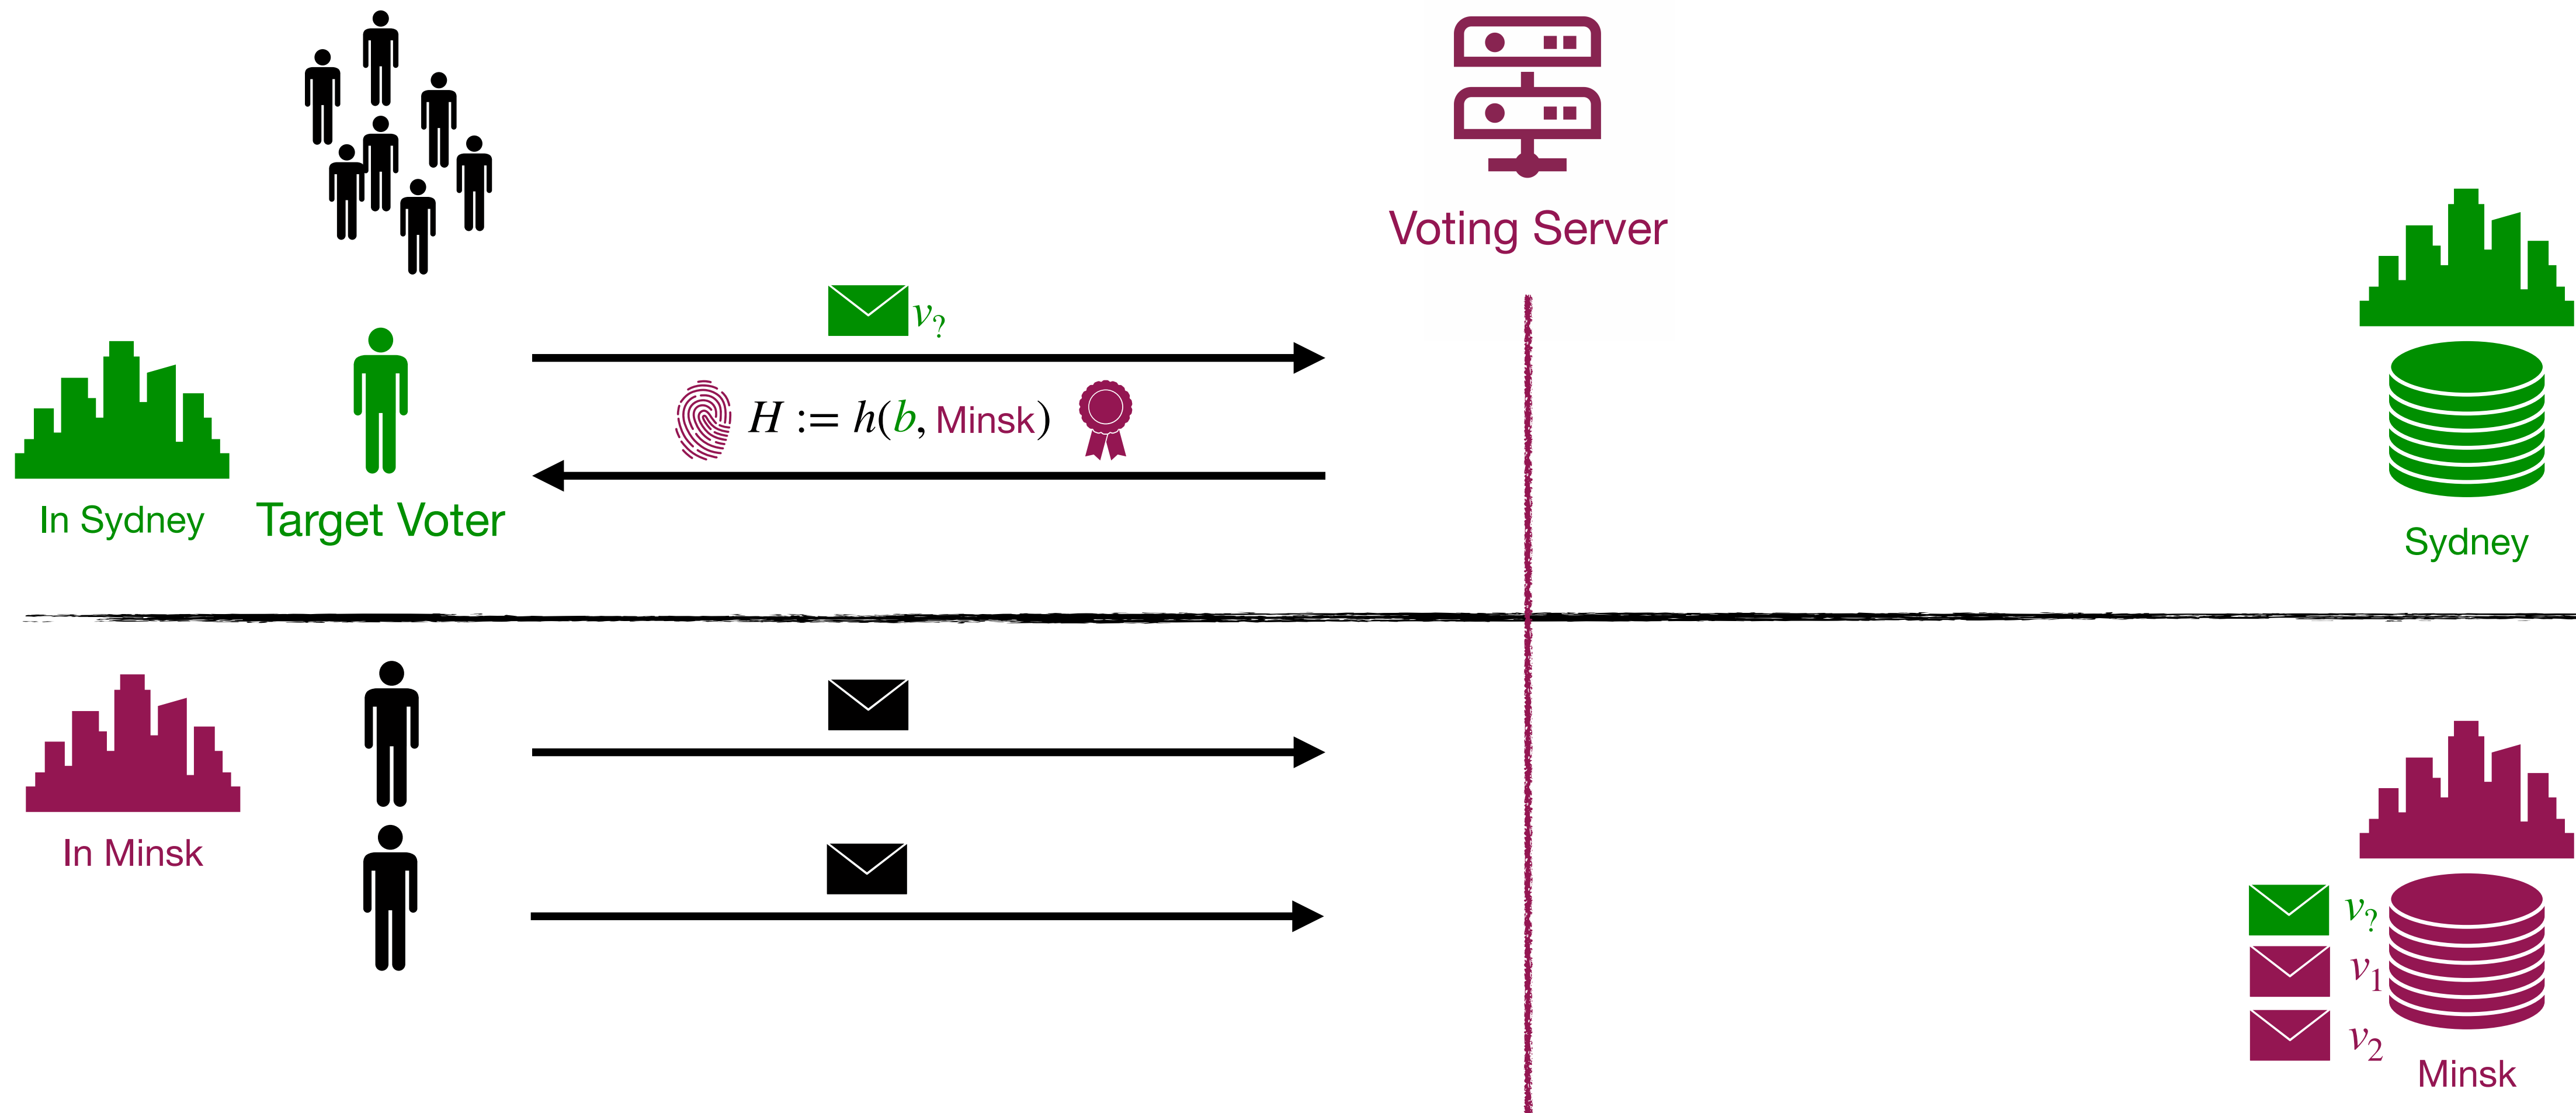 Voting Server
v?
H := h(b, Minsk)
In Sydney
Target Voter
Sydney
In Minsk
v?
v1
v2
Minsk